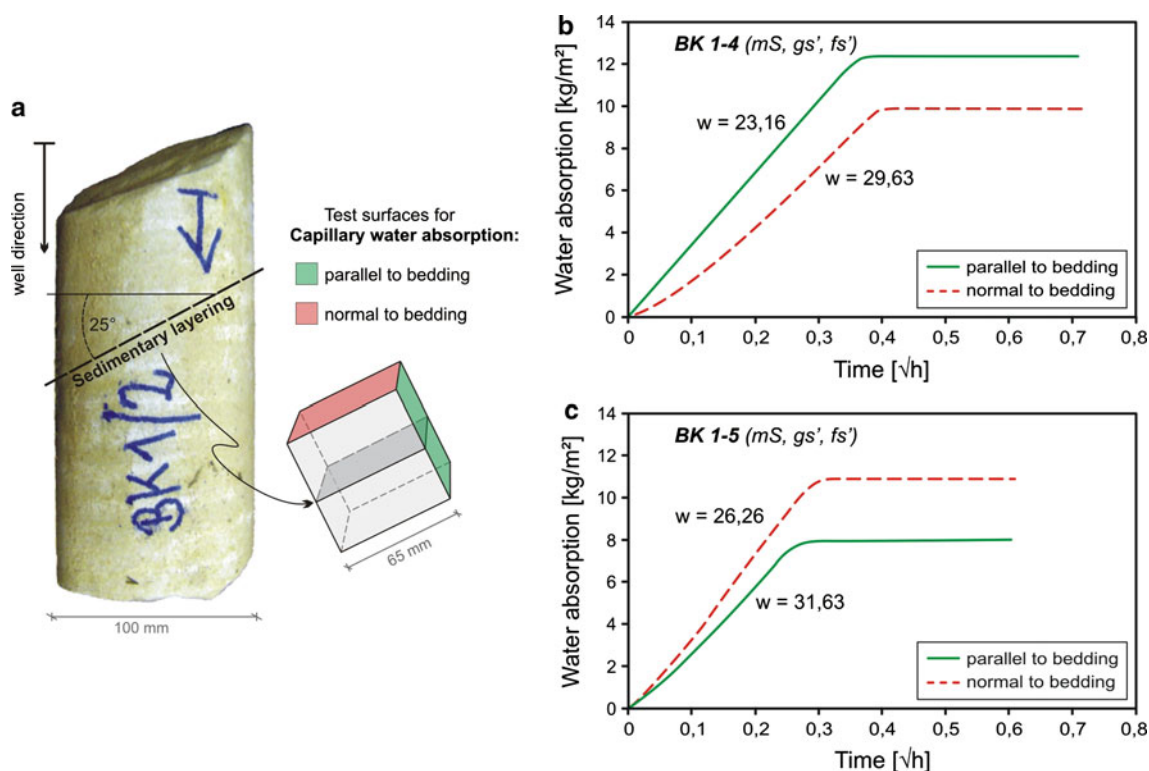 a
well direction
25°
Sedimentary layering
BK1/2
100 mm
Test surfaces for
Capillary water absorption:
parallel to bedding
normal to bedding
65 mm
b
Water absorption [kg/m²]
14
12
10
8
6
4
2
0
BK 1-4 (mS, gs’, fs’)
w = 23,16
w = 29,63
parallel to bedding
normal to bedding
0 0,1 0,2 0,3 0,4 0,5 0,6 0,7 0,8
Time [√h]
c
Water absorption [kg/m²]
14
12
10
8
6
4
2
0
BK 1-5 (mS, gs’, fs’)
w = 26,26
w = 31,63
parallel to bedding
normal to bedding
0 0,1 0,2 0,3 0,4 0,5 0,6 0,7 0,8
Time [√h]